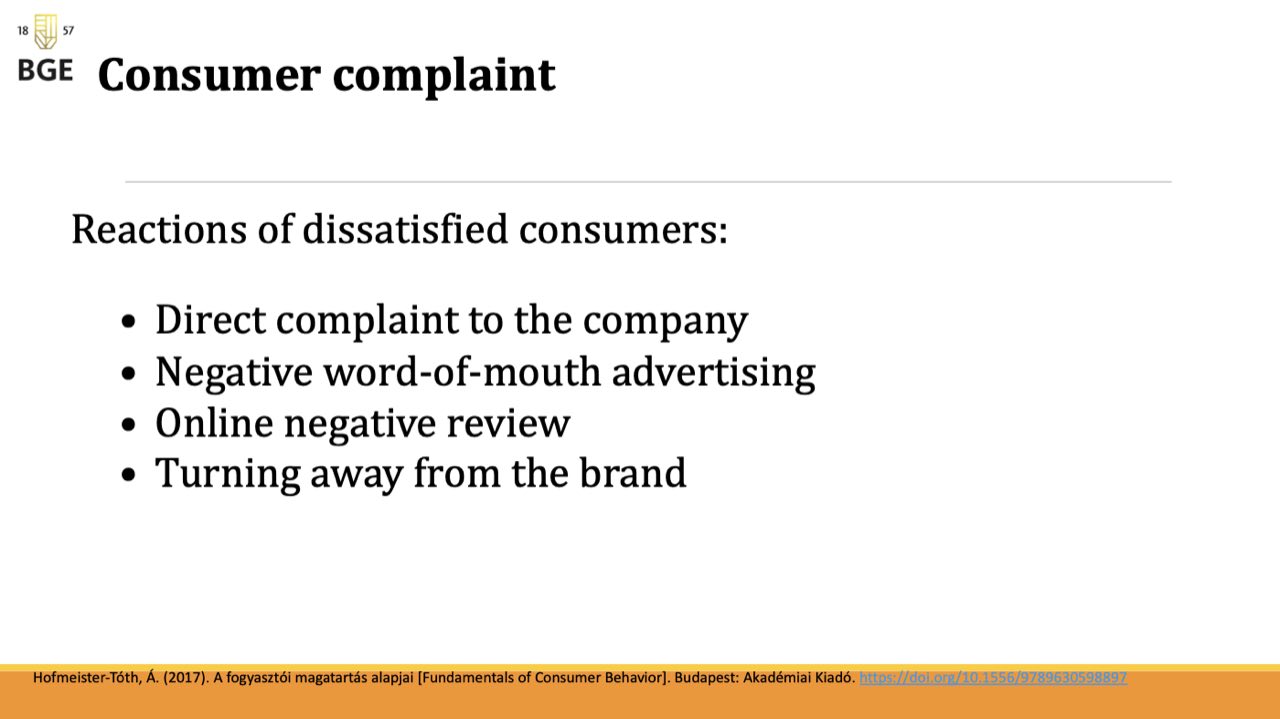 18 57
BGE
Consumer complaint
Reactions of dissatisfied consumers:
• Direct complaint to the company
• Negative word-of-mouth advertising
• Online negative review
• Turning away from the brand
Hofmeister-Tóth, Á. (2017). A fogyasztói magatartás alapjai [Fundamentals of Consumer Behavior]. Budapest: Akadémiai Kiadó. https://doi.org/10.1556/9789630598897